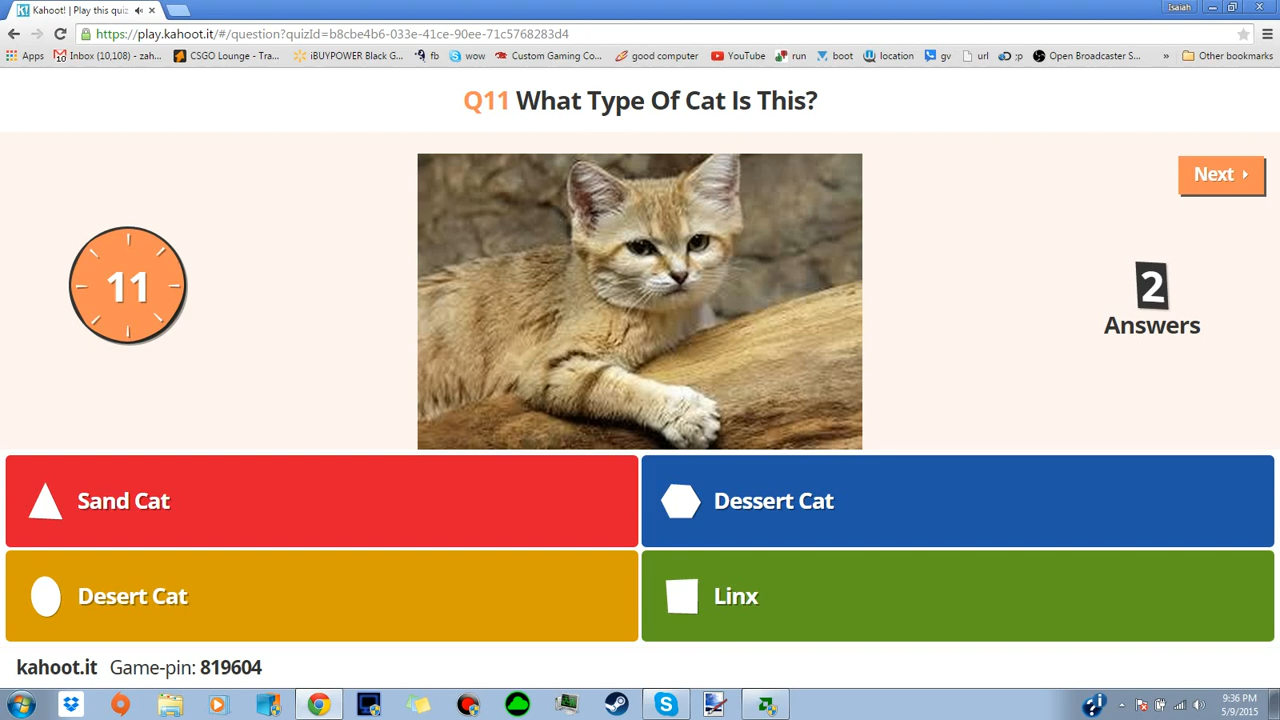 Kahoot! | Play this quiz
Isaiah
https://play.kahoot.it/#/question?quizId=b8cbe4b6-033e-41ce-90ee-71c5768283d4
Apps Inbox (10,108) - zah... CSGO Lounge - Tra... iBUYPOWER Black G... fb wow Custom Gaming Co... good computer YouTube run boot location gv url ;p Open Broadcaster S... » Other bookmarks
Q11 What Type Of Cat Is This?
Next
11
2
Answers
Sand Cat
Dessert Cat
Desert Cat
Linx
kahoot.it Game-pin: 819604
9:36 PM
5/9/2015